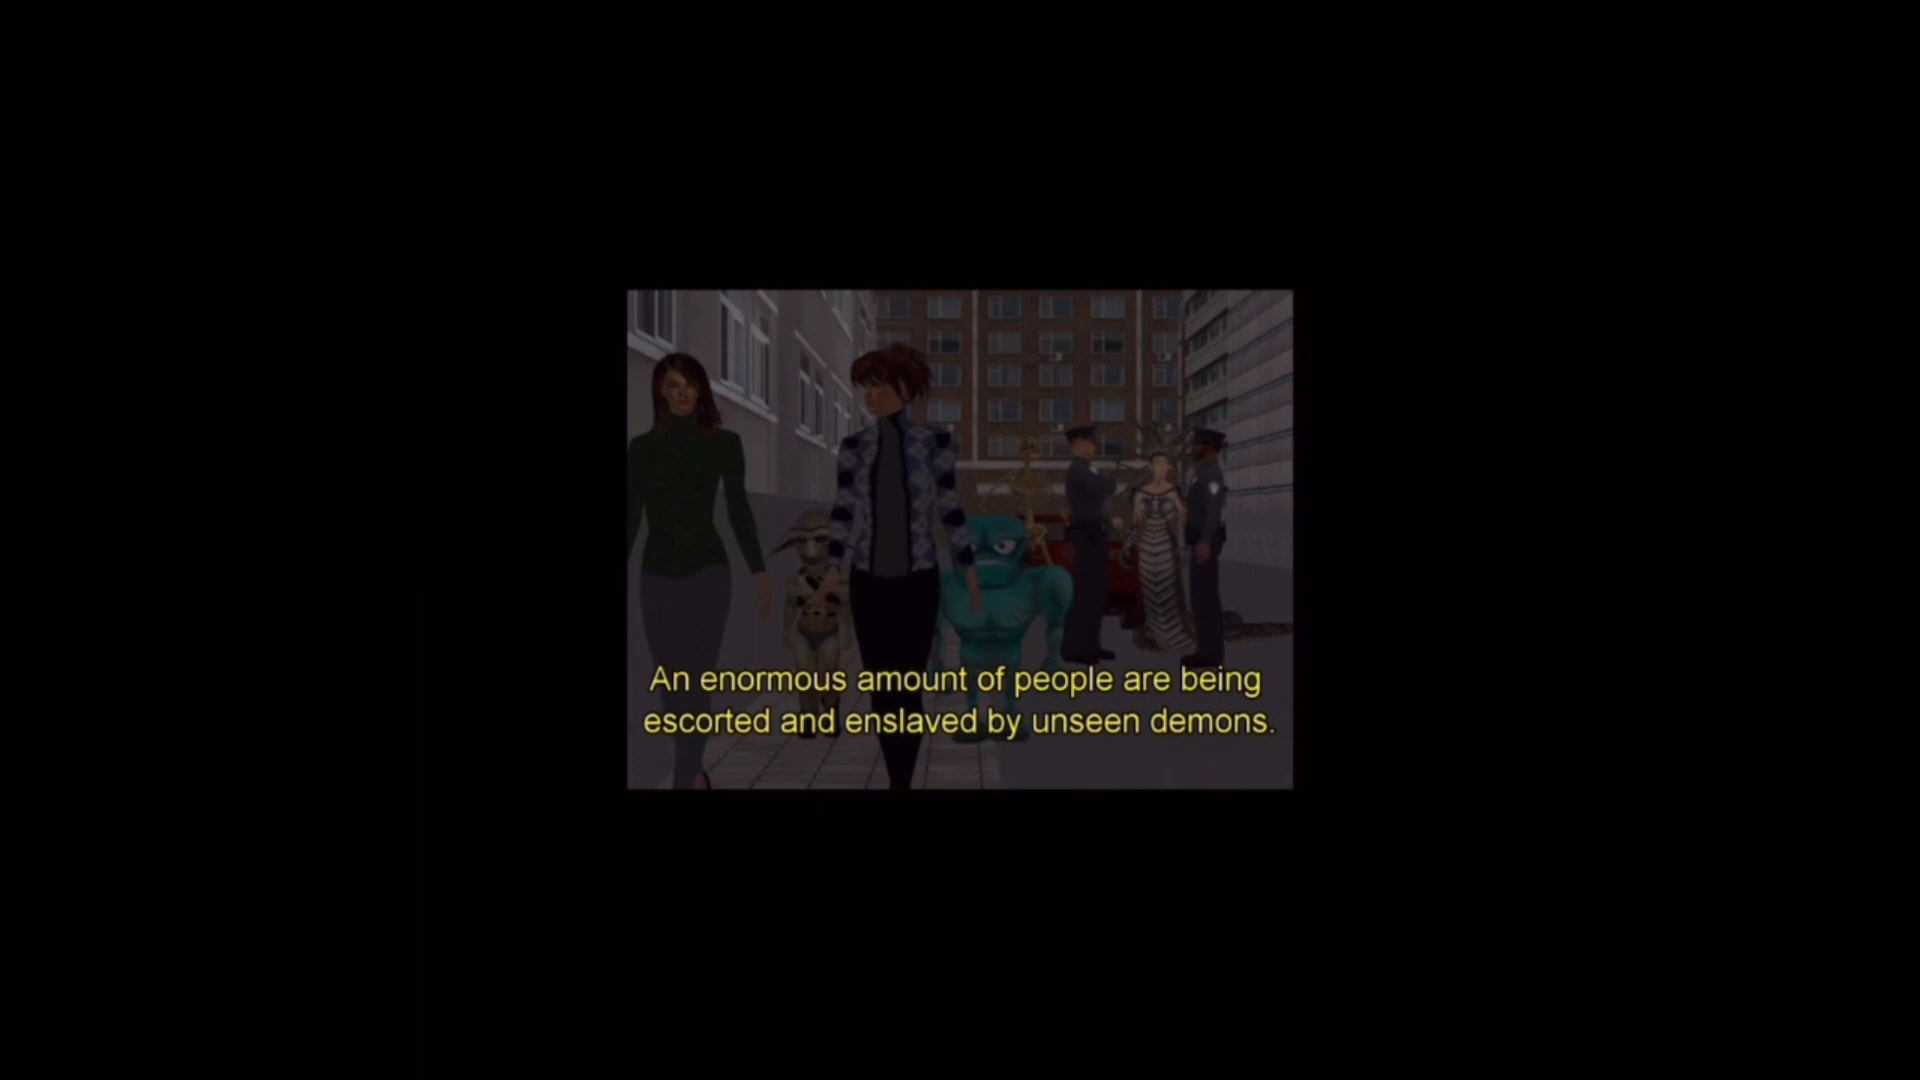 An enormous amount of people are being
escorted and enslaved by unseen demons.